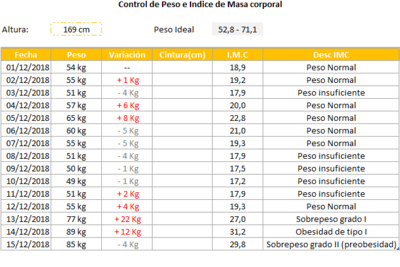 Control de Peso e Indice de Masa corporal
Altura: 169 cm Peso Ideal 52,8 - 71,1
Fecha Peso Variación Cintura(cm) I.M.C Desc IMC
01/12/2018 54 kg -- 18,9 Peso Normal
02/12/2018 55 kg + 1 Kg 19,2 Peso Normal
03/12/2018 51 kg - 4 Kg 17,9 Peso insuficiente
04/12/2018 57 kg + 6 Kg 20,0 Peso Normal
05/12/2018 65 kg + 8 Kg 22,8 Peso Normal
06/12/2018 60 kg - 5 Kg 21,0 Peso Normal
07/12/2018 55 kg - 5 Kg 19,3 Peso Normal
08/12/2018 51 kg - 4 Kg 17,9 Peso insuficiente
09/12/2018 50 kg - 1 Kg 17,5 Peso insuficiente
10/12/2018 49 kg - 1 Kg 17,2 Peso insuficiente
11/12/2018 51 kg + 2 Kg 17,9 Peso insuficiente
12/12/2018 55 kg + 4 Kg 19,3 Peso Normal
13/12/2018 77 kg + 22 Kg 27,0 Sobrepeso grado I
14/12/2018 89 kg + 12 Kg 31,2 Obesidad de tipo I
15/12/2018 85 kg - 4 Kg 29,8 Sobrepeso grado II (preobesidad)